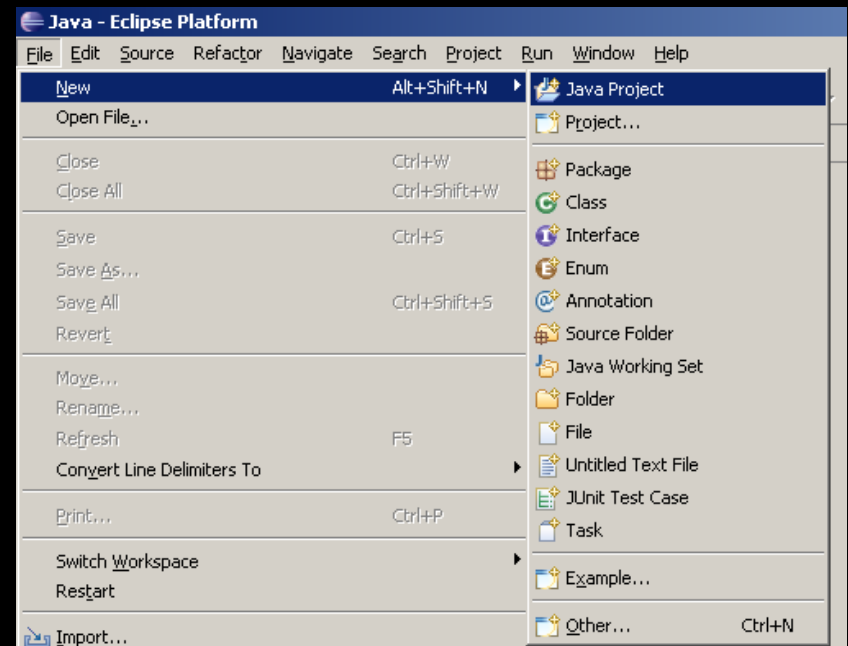 Java - Eclipse Platform
File Edit Source Refactor Navigate Search Project Run Window Help
New Alt+Shift+N
Open File...
Close Ctrl+W
Close All Ctrl+Shift+W
Save Ctrl+S
Save As...
Save All Ctrl+Shift+S
Revert
Move...
Rename...
Refresh F5
Convert Line Delimiters To
Print... Ctrl+P
Switch Workspace
Restart
Import...
Java Project
Project...
Package
Class
Interface
Enum
Annotation
Source Folder
Java Working Set
Folder
File
Untitled Text File
JUnit Test Case
Task
Example...
Other... Ctrl+N